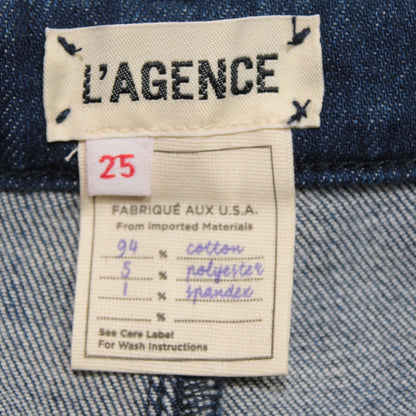 L'AGENCE
25
FABRIQUÉ AUX U.S.A.
From Imported Materials
94 % cotton
5 % polyester
1 % spandex
%
See Care Label
For Wash Instructions